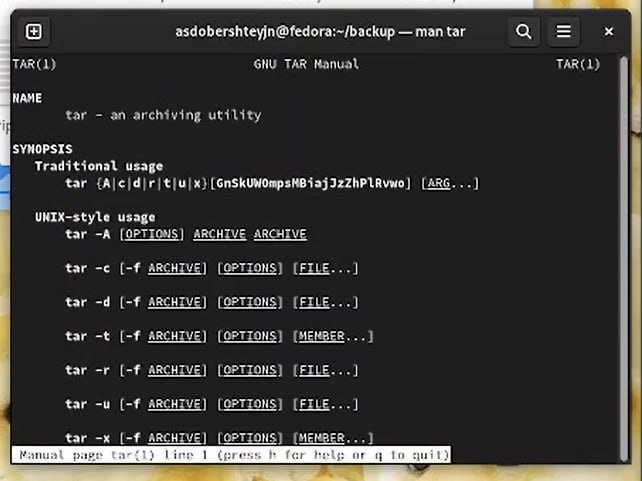 asdobershteyjn@fedora:~/backup — man tar
TAR(1) GNU TAR Manual TAR(1)
NAME
tar - an archiving utility
SYNOPSIS
Traditional usage
tar {A|c|d|r|t|u|x}[GnSkUWOmpsMBiajJzZhPlRvwo] [ARG...]
UNIX-style usage
tar -A [OPTIONS] ARCHIVE ARCHIVE
tar -c [-f ARCHIVE] [OPTIONS] [FILE...]
tar -d [-f ARCHIVE] [OPTIONS] [FILE...]
tar -t [-f ARCHIVE] [OPTIONS] [MEMBER...]
tar -r [-f ARCHIVE] [OPTIONS] [FILE...]
tar -u [-f ARCHIVE] [OPTIONS] [FILE...]
tar -x [-f ARCHIVE] [OPTIONS] [MEMBER...]
Manual page tar(1) line 1 (press h for help or q to quit)